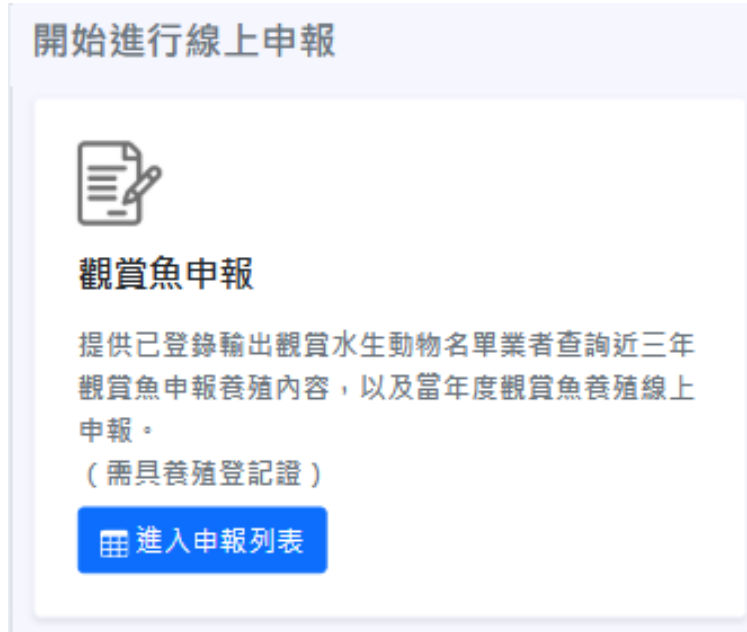 開始進行線上申報
觀賞魚申報
提供已登錄輸出觀賞水生動物名單業者查詢近三年
觀賞魚申報養殖內容，以及當年度觀賞魚養殖線上
申報。
（需具養殖登記證）
進入申報列表